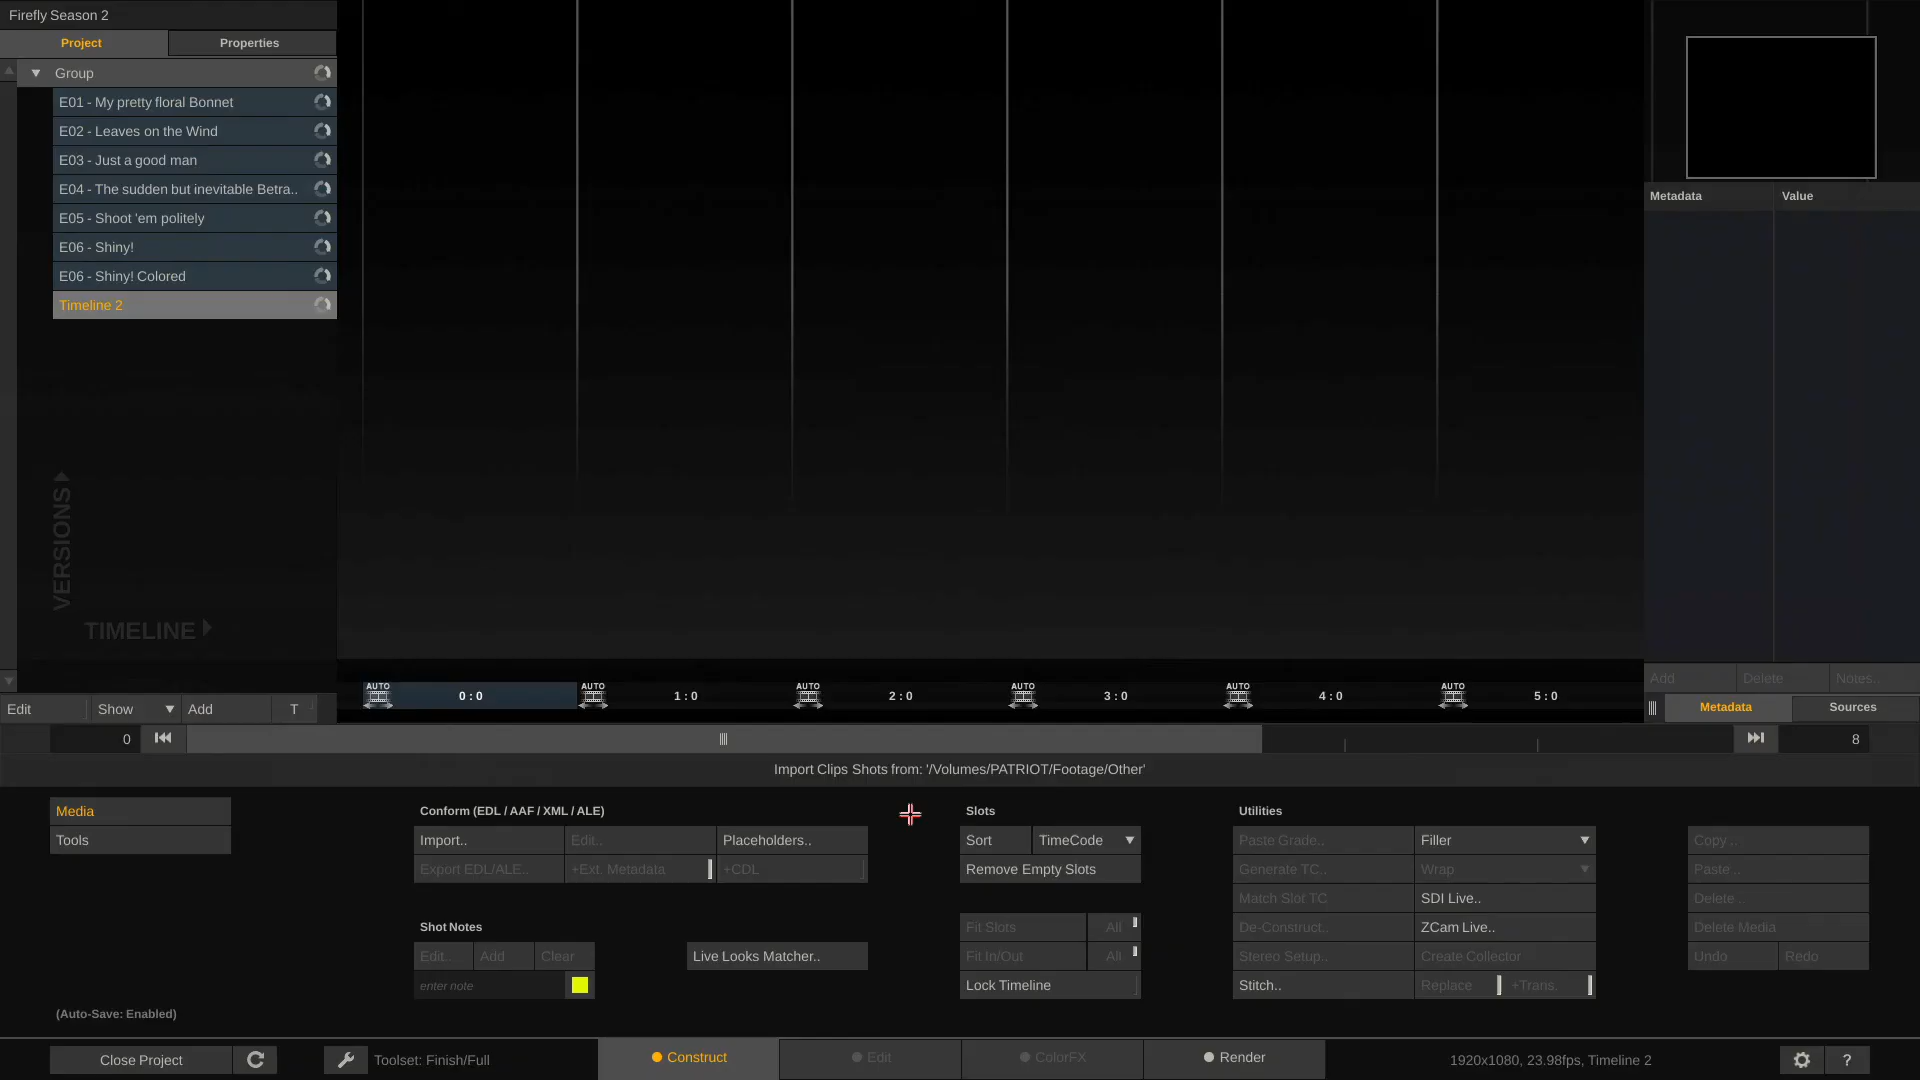 Firefly Season 2
Project
Properties
Group
E01 - My pretty floral Bonnet
E02 - Leaves on the Wind
E03 - Just a good man
E04 - The sudden but inevitable Betra..
E05 - Shoot 'em politely
E06 - Shiny!
E06 - Shiny! Colored
Timeline 2
VERSIONS
TIMELINE
Edit
Show
Add
T
AUTO 0 : 0
AUTO 1 : 0
AUTO 2 : 0
AUTO 3 : 0
AUTO 4 : 0
AUTO 5 : 0
Metadata
Value
Add
Delete
Notes..
Metadata
Sources
0
8
Import Clips Shots from: '/Volumes/PATRIOT/Footage/Other'
Media
Tools
(Auto-Save: Enabled)
Conform (EDL / AAF / XML / ALE)
Import..
Edit..
Placeholders..
Export EDL/ALE..
+Ext. Metadata
+CDL
Shot Notes
Edit..
Add
Clear
enter note
Live Looks Matcher..
Slots
Sort
TimeCode
Remove Empty Slots
Fit Slots
All
Fit In/Out
All
Lock Timeline
Utilities
Paste Grade..
Filler
Generate TC..
Wrap
Match Slot TC
SDI Live..
De-Construct..
ZCam Live..
Stereo Setup..
Create Collector
Stitch..
Replace
+Trans.
Copy ..
Paste ..
Delete ..
Delete Media
Undo
Redo
Close Project
Toolset: Finish/Full
Construct
Edit
ColorFX
Render
1920x1080, 23.98fps, Timeline 2
?